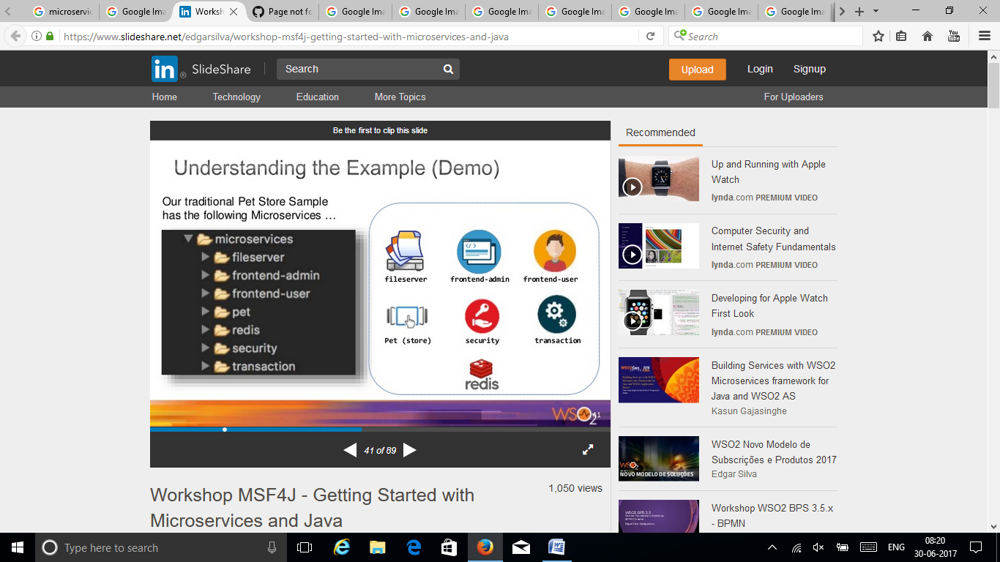 microservic
Google Ima
Worksh
Page not fo
Google Ima
Google Ima
Google Ima
Google Ima
Google Ima
Google Ima
Google Ima
https://www.slideshare.net/edgarsilva/workshop-msf4j-getting-started-with-microservices-and-java
Search
You Tube
in ® SlideShare
Search
Upload
Login
Signup
Home
Technology
Education
More Topics
For Uploaders
Be the first to clip this slide
Understanding the Example (Demo)
Our traditional Pet Store Sample
has the following Microservices …
microservices
fileserver
frontend-admin
frontend-user
pet
redis
security
transaction
fileserver
frontend-admin
frontend-user
Pet (store)
security
transaction
redis
WSO2
41 of 89
Workshop MSF4J - Getting Started with
Microservices and Java
1,050 views
Recommended
Up and Running with Apple
Watch
lynda.com PREMIUM VIDEO
Computer Security and
Internet Safety Fundamentals
lynda.com PREMIUM VIDEO
Developing for Apple Watch
First Look
lynda.com PREMIUM VIDEO
Building Services with WSO2
Microservices framework for
Java and WSO2 AS
Kasun Gajasinghe
NOVO MODELO DE SOLUÇÕES
WSO2 Novo Modelo de
Subscrições e Produtos 2017
Edgar Silva
WSO2 BPS 3.5
Workshop WSO2 BPS 3.5.x
- BPMN
Type here to search
ENG
08:20
30-06-2017